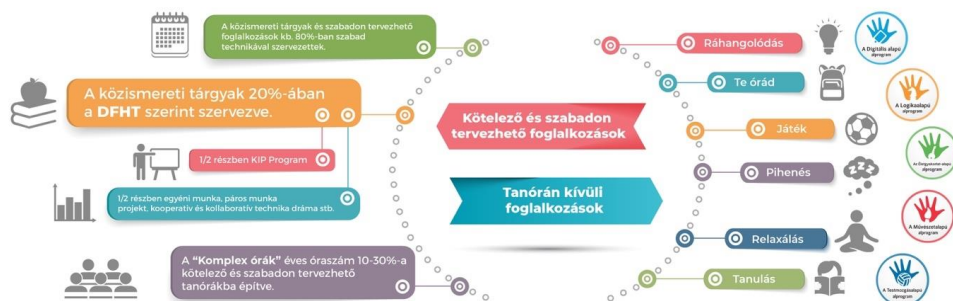 A közismereti tárgyak és szabadon tervezhető
foglalkozások kb. 80%-ban szabad
technikával szervezettek.
A közismereti tárgyak 20%-ában
a DFHT szerint szervezve.
1/2 részben KIP Program
1/2 részben egyéni munka, páros munka
projekt, kooperatív és kollaboratív technika dráma stb.
A “Komplex órák” éves óraszám 10-30%-a
kötelező és szabadon tervezhető
tanórákba építve.
Kötelező és szabadon
tervezhető foglalkozások
Tanórán kívüli
foglalkozások
Ráhangolódás
Te órád
Játék
Pihenés
Relaxálás
Tanulás
A Digitális alapú
alprogram
A Logikaalapú
alprogram
Az Életgyakorlat-alapú
alprogram
A Művészetalapú
alprogram
A Testmozgásalapú
alprogram